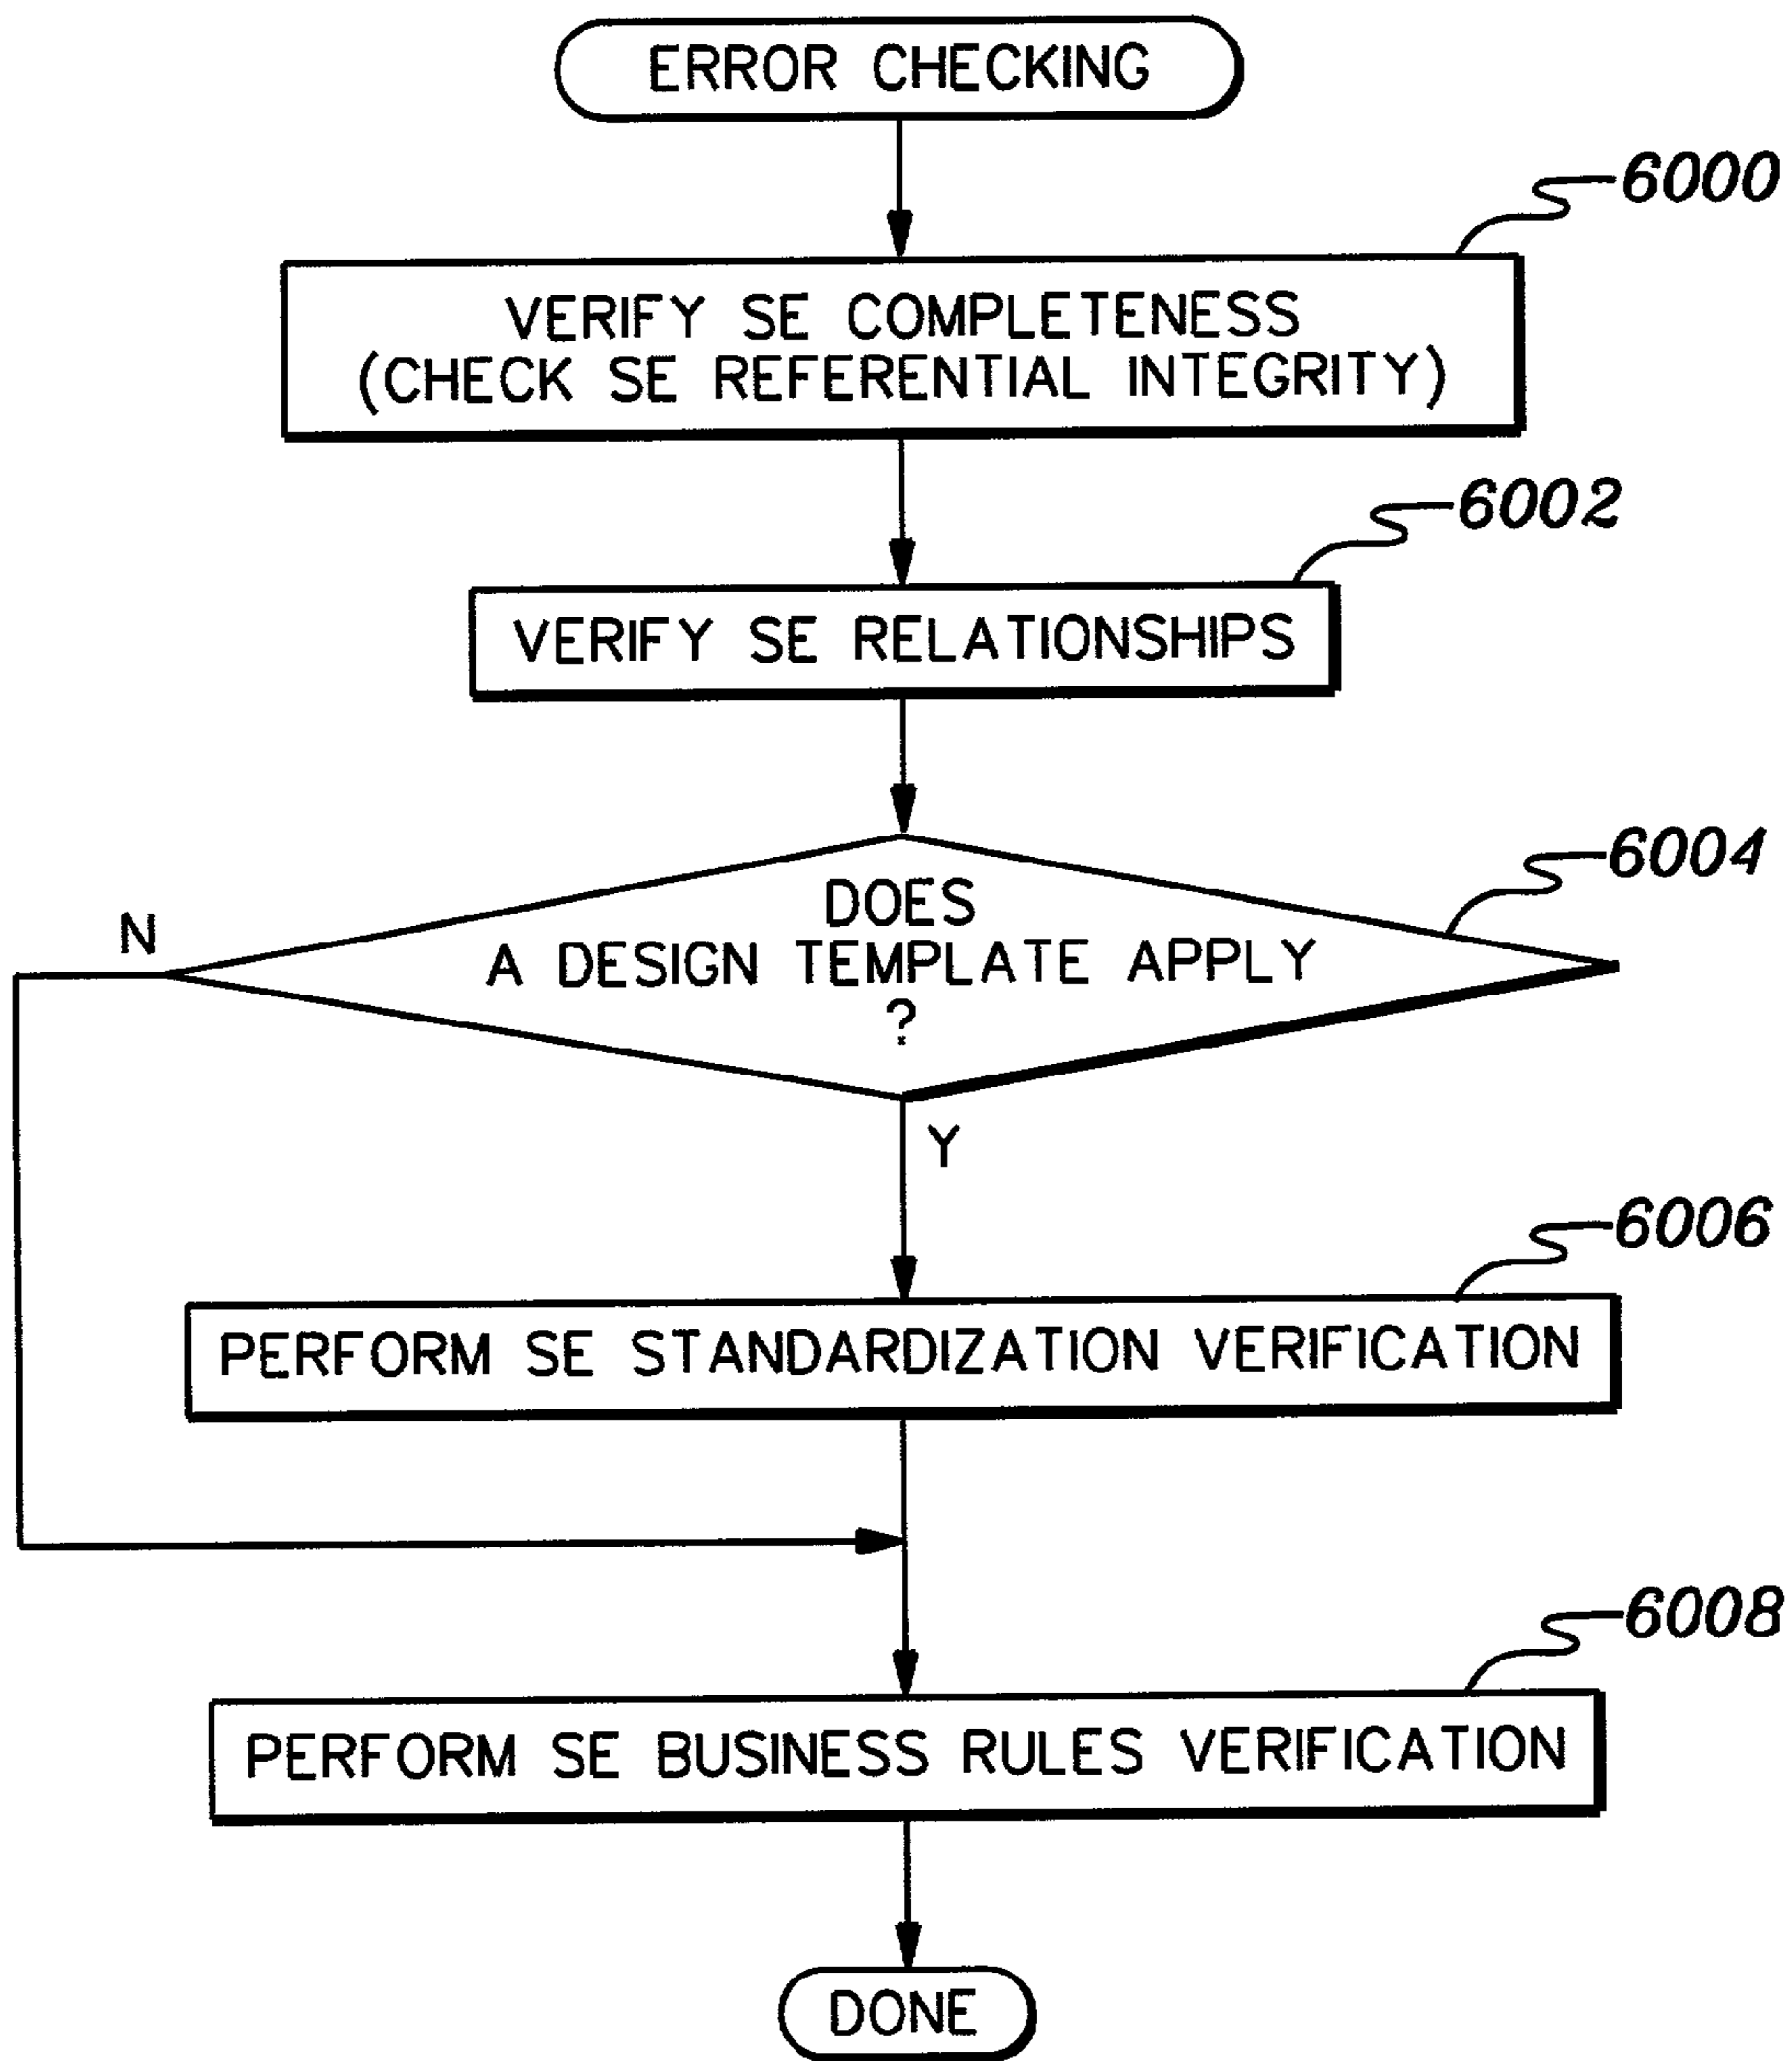 ERROR CHECKING
6000
VERIFY SE COMPLETENESS
(CHECK SE REFERENTIAL INTEGRITY)
6002
VERIFY SE RELATIONSHIPS
6004
DOES
A DESIGN TEMPLATE APPLY
?
N
Y
6006
PERFORM SE STANDARDIZATION VERIFICATION
6008
PERFORM SE BUSINESS RULES VERIFICATION
DONE